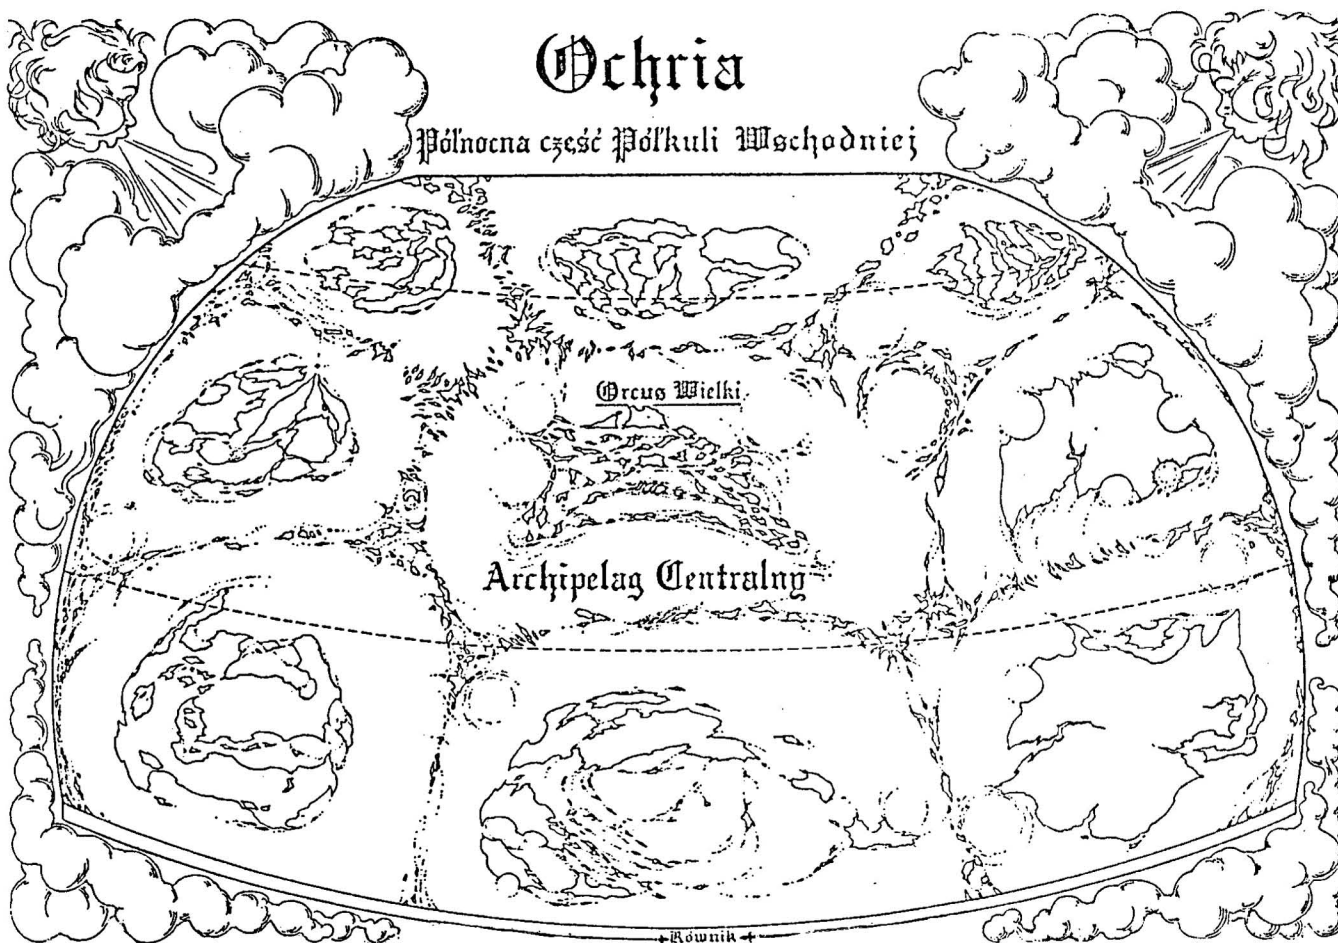 Ochria
Północna część Półkuli Wschodniej
Orcus Wielki
Archipelag Centralny
Równik